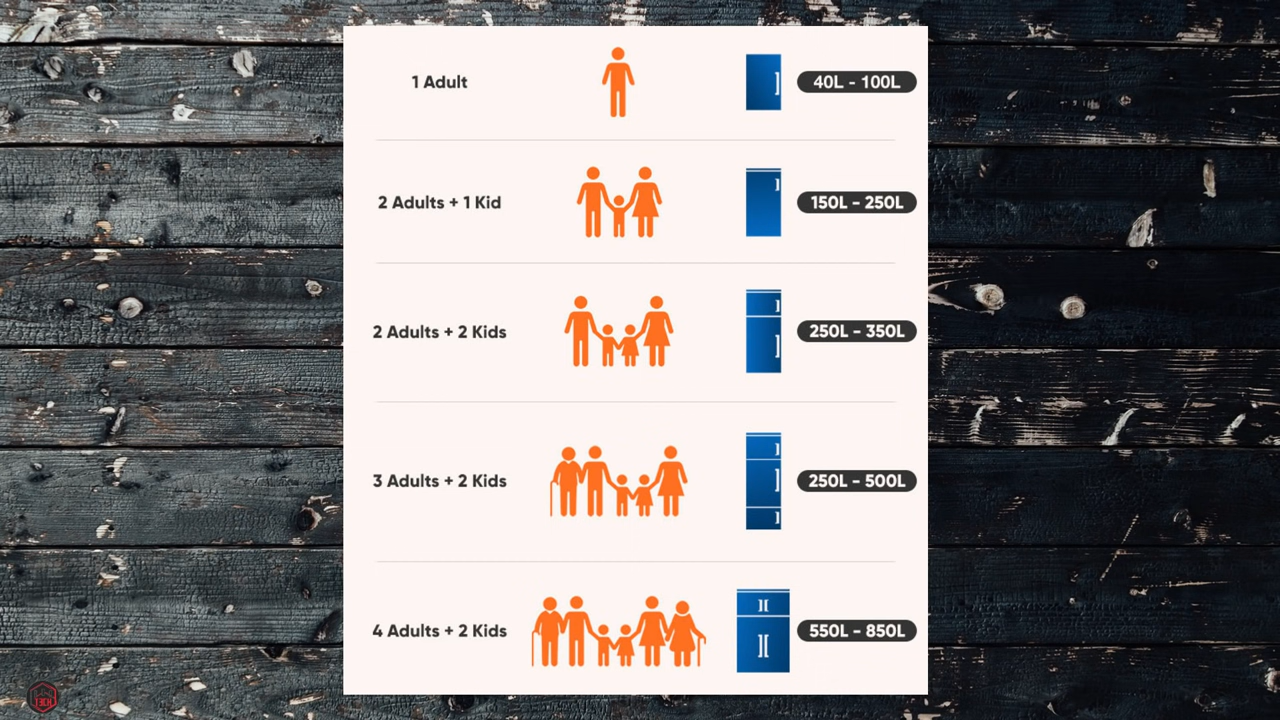 1 Adult
40L - 100L
2 Adults + 1 Kid
150L - 250L
2 Adults + 2 Kids
250L - 350L
3 Adults + 2 Kids
250L - 500L
4 Adults + 2 Kids
550L - 850L